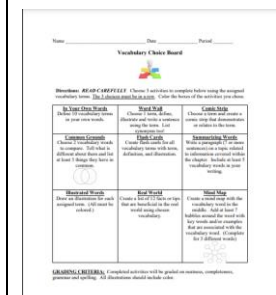 Name Date Period
Vocabulary Choice Board
Directions: READ CAREFULLY Choose 3 activities to complete below using the assigned
vocabulary terms. The 3 choices must be in a row. Color the boxes of the activities you chose.
In Your Own Words
Define 10 vocabulary terms
in your own words.
Word Wall
Choose 1 term, define,
illustrate and write a sentence
using the term. List
synonyms too!
Comic Strip
Choose a term and create a
comic strip that demonstrates
or relates to the term.
Common Grounds
Choose 2 vocabulary words
to compare. Tell what is
different about them and list
at least 3 things they have in
common.
Flash Cards
Create flash cards for all
vocabulary terms with term,
definition, and illustration.
Summarizing Words
Write a paragraph (7 or more
sentences) on a topic related
to information covered within
the chapter. Include at least 5
vocabulary words in your
writing.
Illustrated Words
Draw an illustration for each
assigned term. (All must be
colored.)
Real World
Create a list of 12 facts or tips
that are beneficial in the real
world using chosen
vocabulary.
Mind Map
Create a mind map with the
vocabulary word in the
middle. Add at least 7
bubbles around the word with
key words and/or examples
that are associated with the
vocabulary word. (Complete
for 3 different words)
GRADING CRITERIA: Completed activities will be graded on neatness, completeness,
grammar and spelling. All illustrations should include color.